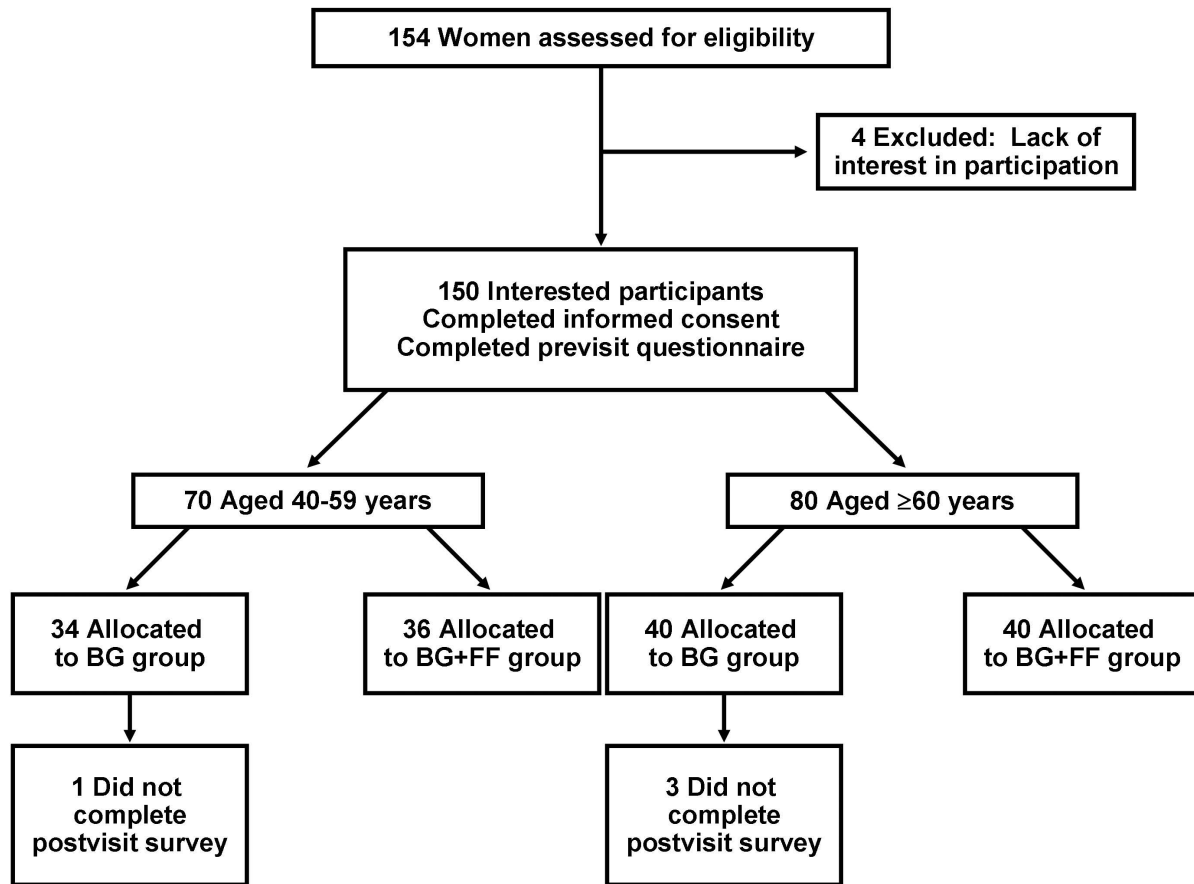 154 Women assessed for eligibility
4 Excluded:  Lack of
interest in participation
150 Interested participants
Completed informed consent
Completed previsit questionnaire
70 Aged 40-59 years
80 Aged ≥60 years
34 Allocated
to BG group
36 Allocated
to BG+FF group
40 Allocated
to BG group
40 Allocated
to BG+FF group
1 Did not
complete
postvisit survey
3 Did not
complete
postvisit survey